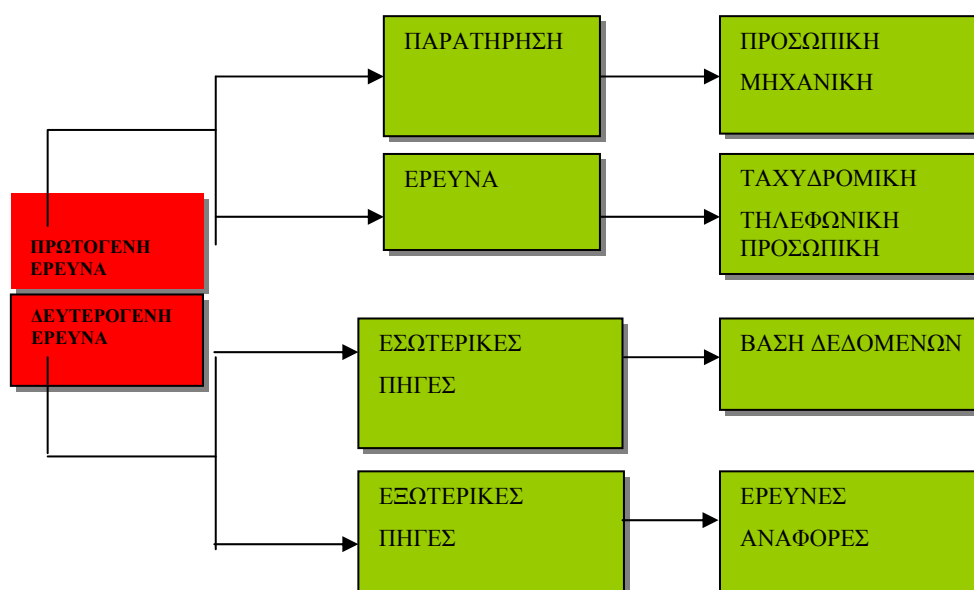 ΠΑΡΑΤΗΡΗΣΗ
ΠΡΟΣΩΠΙΚΗ
ΜΗΧΑΝΙΚΗ
ΕΡΕΥΝΑ
ΤΑΧΥΔΡΟΜΙΚΗ
ΤΗΛΕΦΩΝΙΚΗ
ΠΡΟΣΩΠΙΚΗ
ΠΡΩΤΟΓΕΝΗ
ΕΡΕΥΝΑ
ΔΕΥΤΕΡΟΓΕΝΗ
ΕΡΕΥΝΑ
ΕΣΩΤΕΡΙΚΕΣ
ΠΗΓΕΣ
ΒΑΣΗ ΔΕΔΟΜΕΝΩΝ
ΕΞΩΤΕΡΙΚΕΣ
ΠΗΓΕΣ
ΕΡΕΥΝΕΣ
ΑΝΑΦΟΡΕΣ